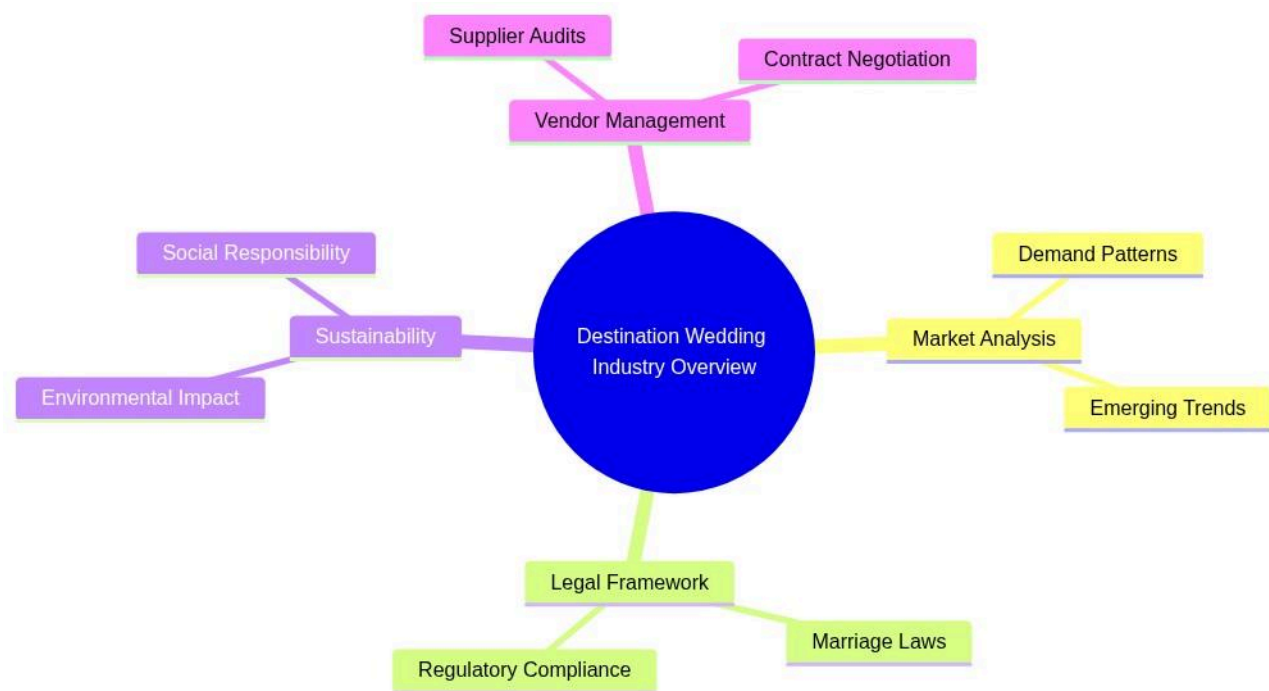 Supplier Audits
Contract Negotiation
Vendor Management
Social Responsibility
Demand Patterns
Sustainability
Destination Wedding
Industry Overview
Market Analysis
Environmental Impact
Emerging Trends
Legal Framework
Marriage Laws
Regulatory Compliance